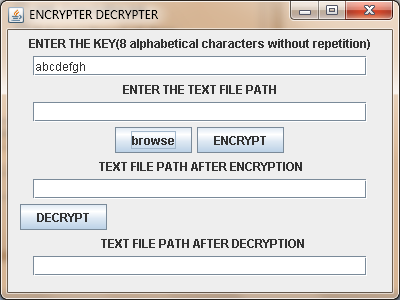 ENCRYPTER DECRYPTER
ENTER THE KEY(8 alphabetical characters without repetition)
abcdefgh
ENTER THE TEXT FILE PATH
browse ENCRYPT
TEXT FILE PATH AFTER ENCRYPTION
DECRYPT
TEXT FILE PATH AFTER DECRYPTION